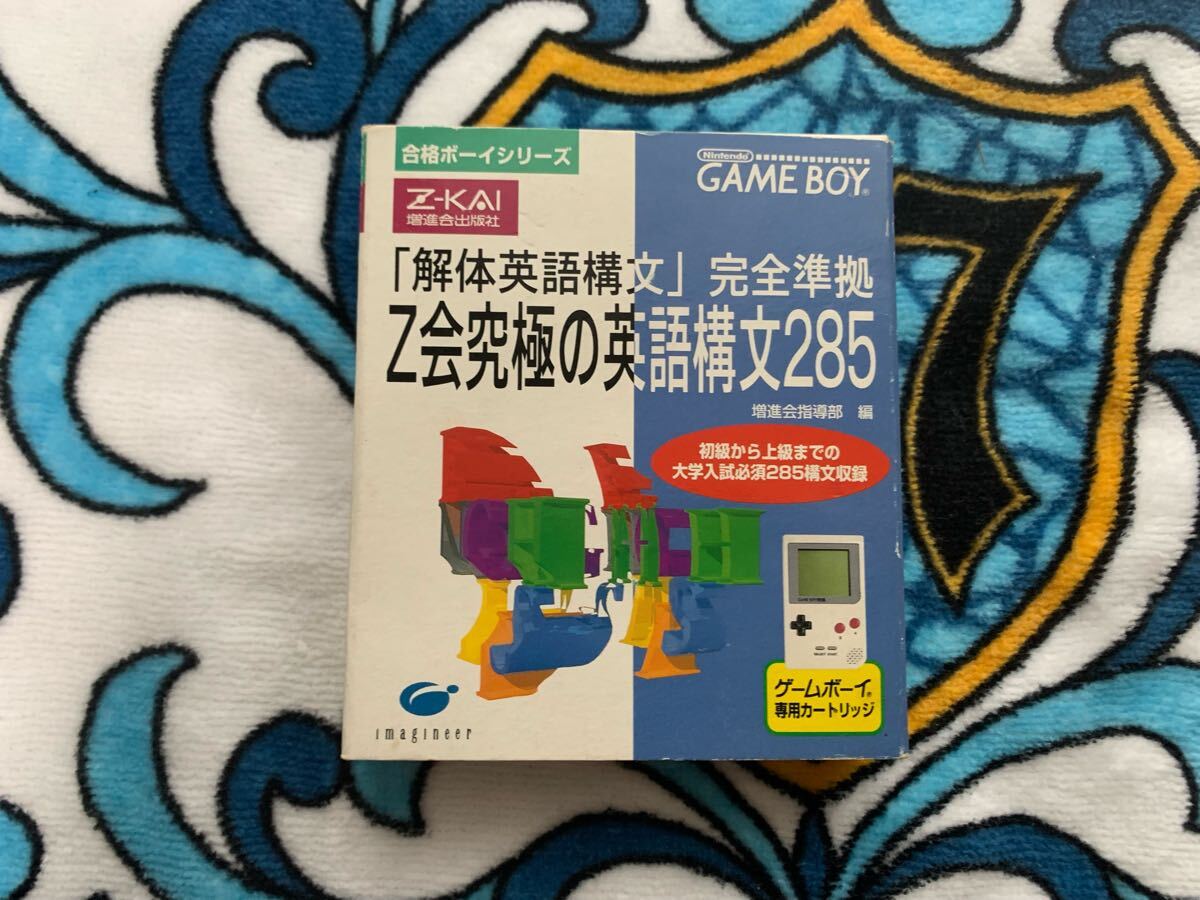 合格ボーイシリーズ
Z-KAI
増進会出版社
Nintendo
GAME BOY®
「解体英語構文」完全準拠
Z会究極の英語構文285
増進会指導部 編
初級から上級までの
大学入試必須285構文収録
ゲームボーイ®
専用カートリッジ
imagineer
7